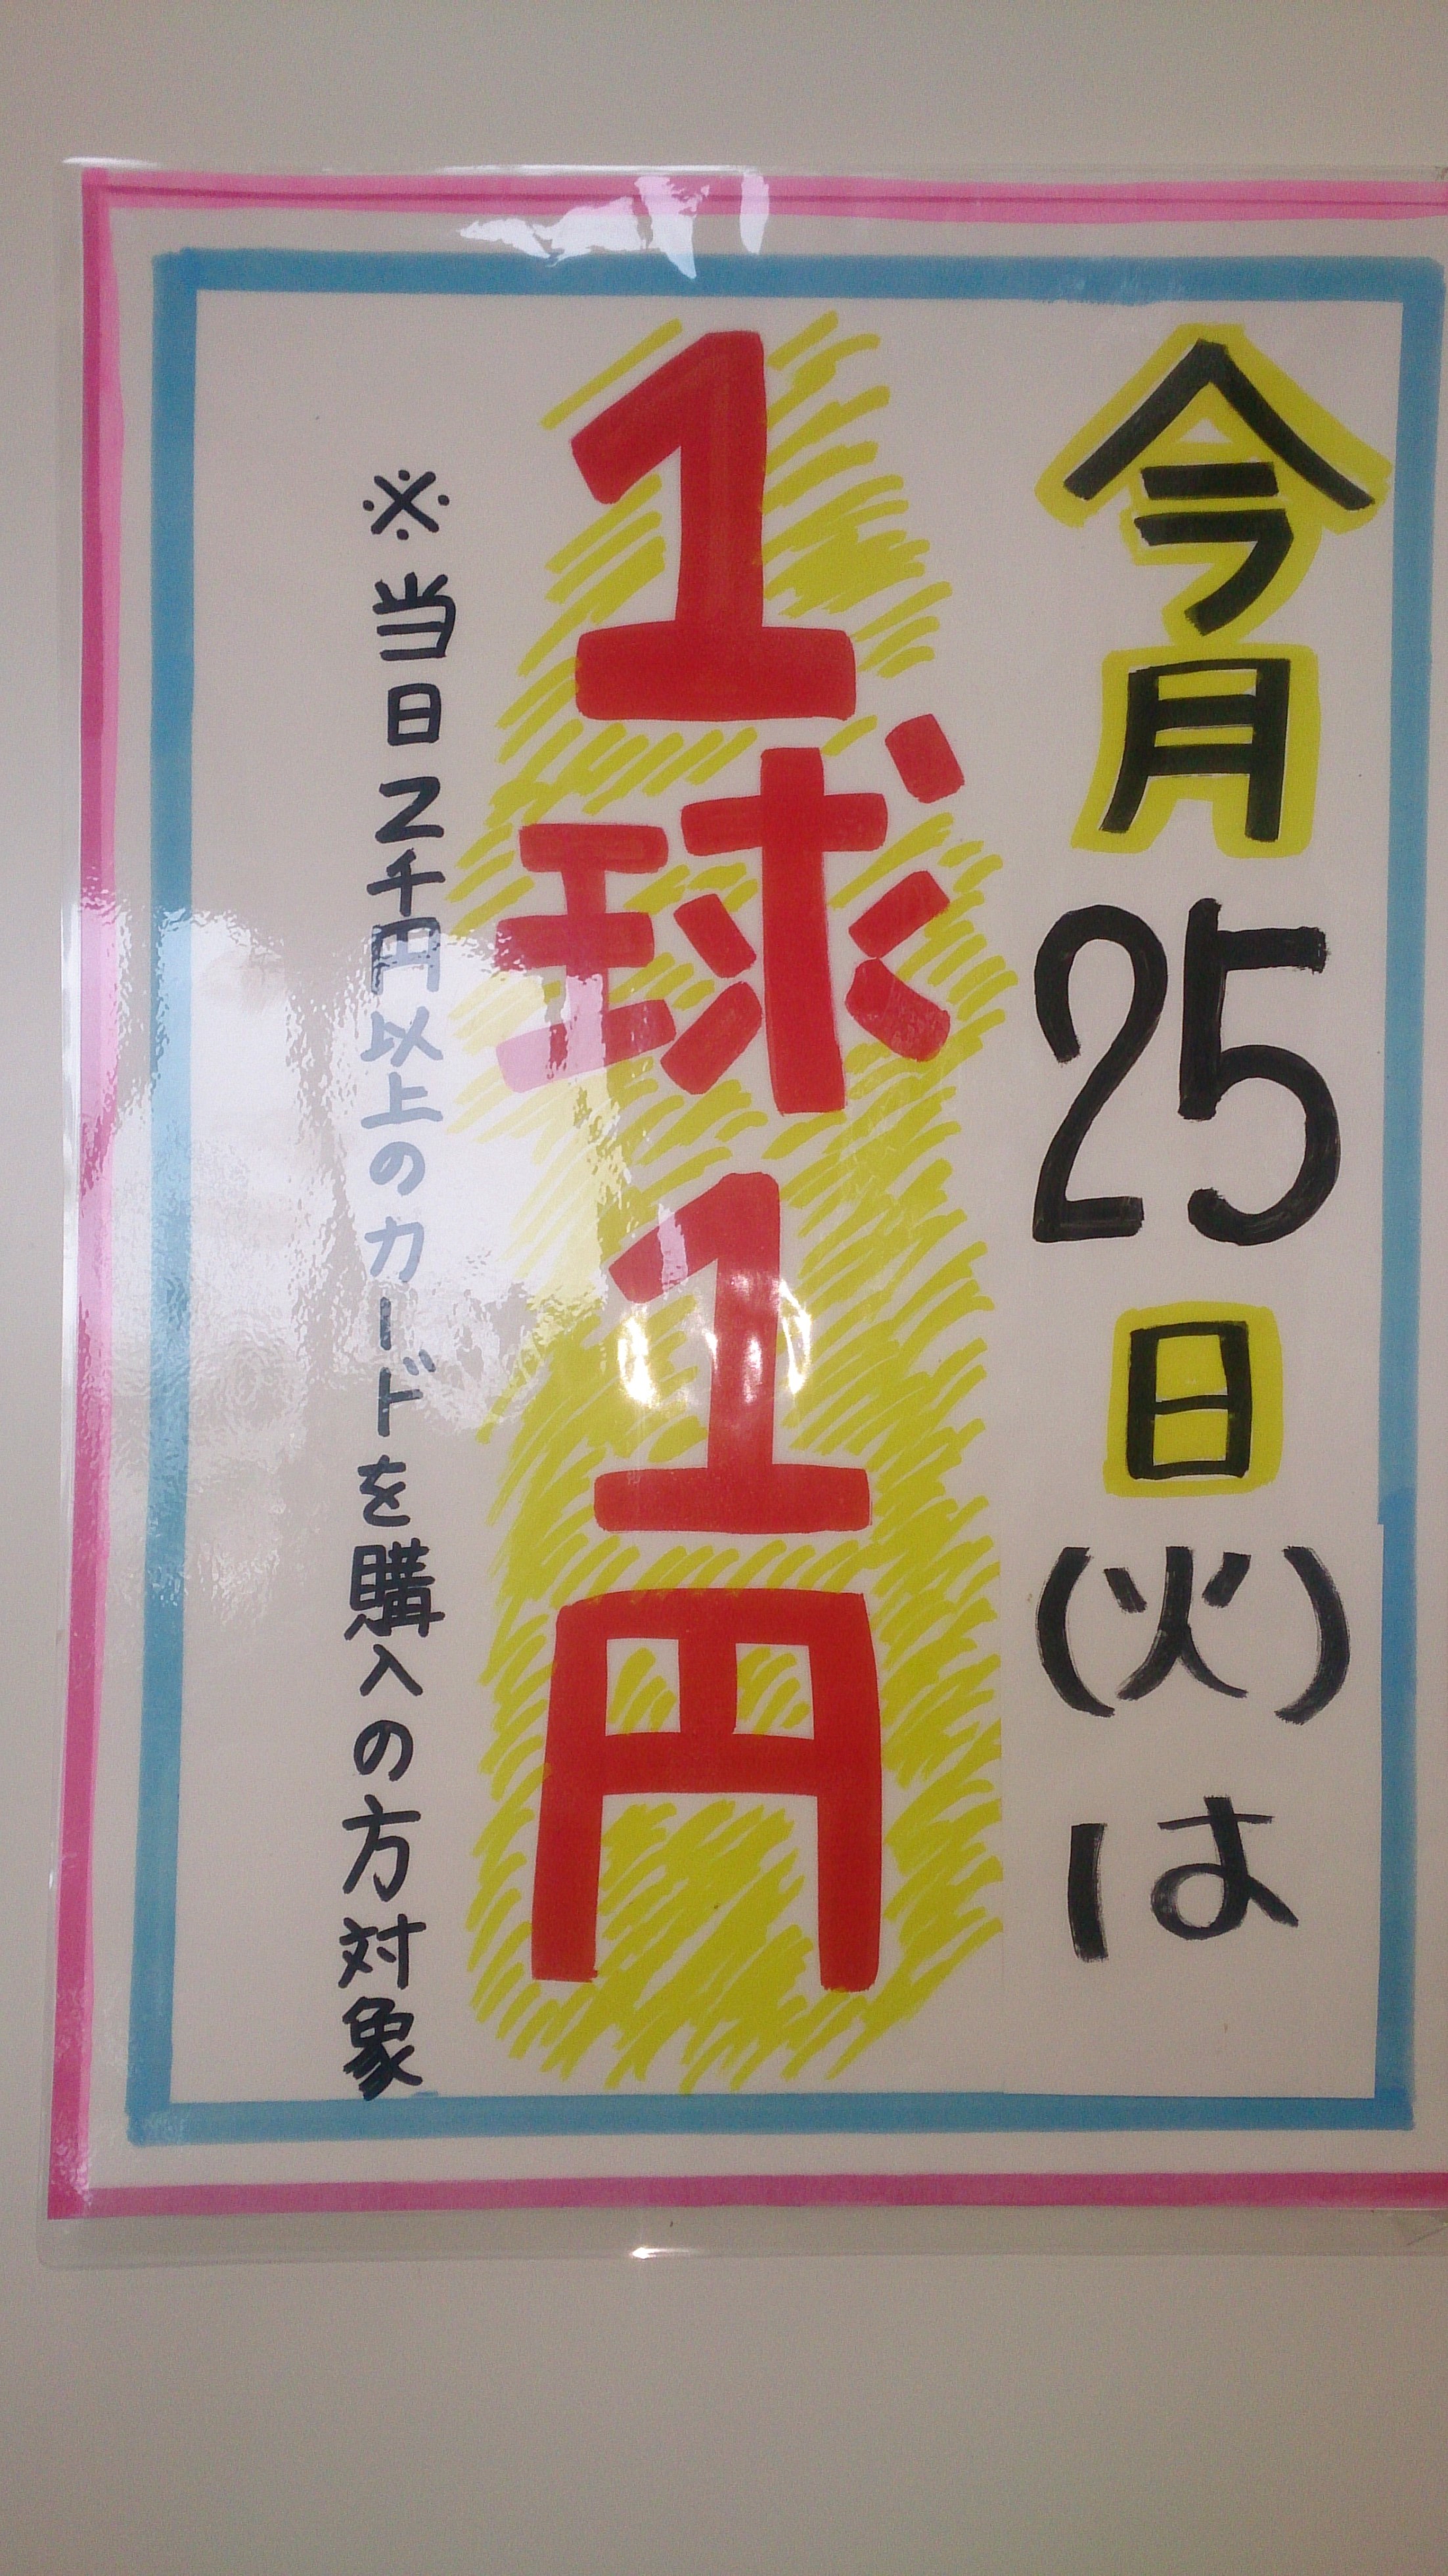 今月25日(火)は
1球1円
※当日2千円以上のカードを購入の方対象